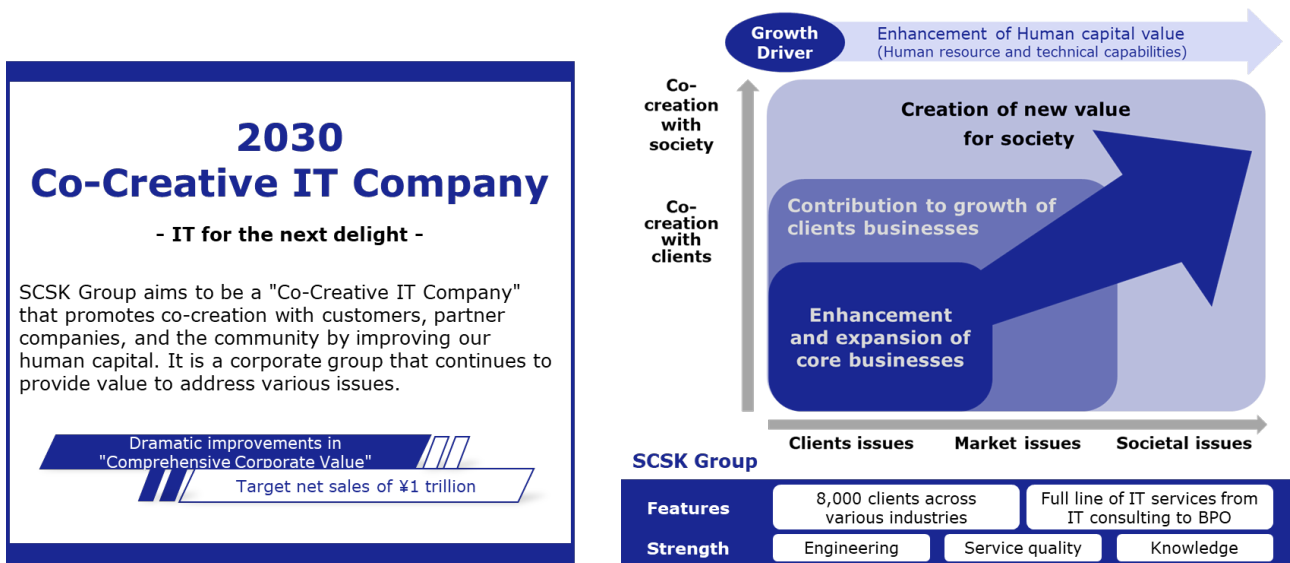 2030
Co-Creative IT Company
- IT for the next delight -
SCSK Group aims to be a "Co-Creative IT Company"
that promotes co-creation with customers, partner
companies, and the community by improving our
human capital. It is a corporate group that continues to
provide value to address various issues.
Dramatic improvements in
"Comprehensive Corporate Value"
Target net sales of ¥1 trillion
Growth
Driver
Enhancement of Human capital value
(Human resource and technical capabilities)
Co-
creation
with
society
Co-
creation
with
clients
Creation of new value
for society
Contribution to growth of
clients businesses
Enhancement
and expansion of
core businesses
Clients issues
Market issues
Societal issues
SCSK Group
Features
8,000 clients across
various industries
Full line of IT services from
IT consulting to BPO
Strength
Engineering
Service quality
Knowledge